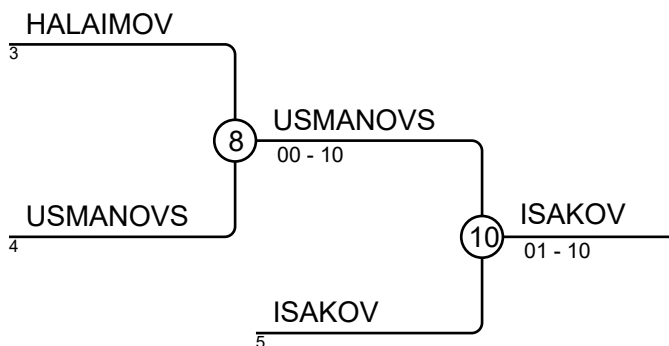 HALAIMOV
3
8
USMANOVS
00 - 10
USMANOVS
4
10
ISAKOV
01 - 10
ISAKOV
5